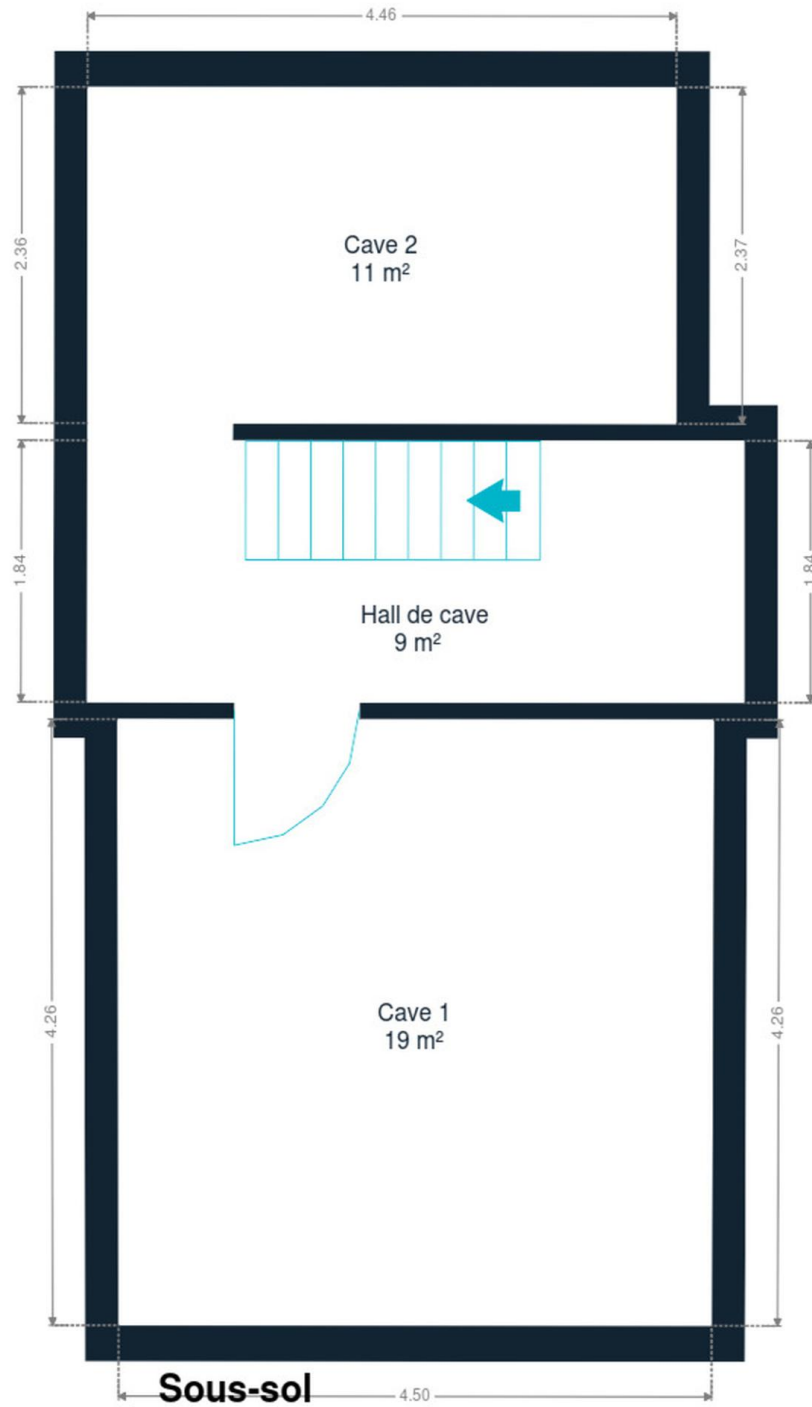 4.46
2.36
2.37
Cave 2
11 m²
1.84
1.84
Hall de cave
9 m²
4.26
4.26
Cave 1
19 m²
Sous-sol
4.50